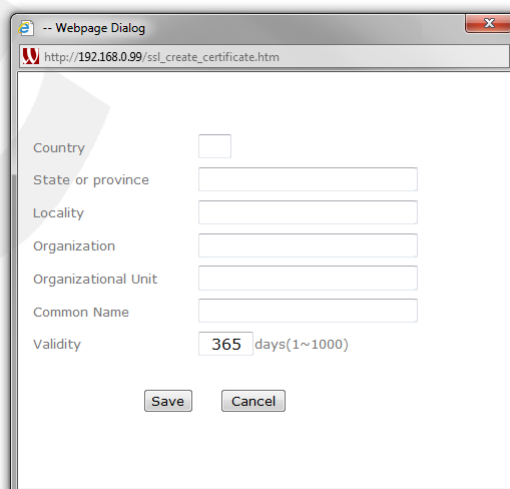 -- Webpage Dialog
http://192.168.0.99/ssl_create_certificate.htm
Country
State or province
Locality
Organization
Organizational Unit
Common Name
Validity 365 days(1~1000)
Save Cancel